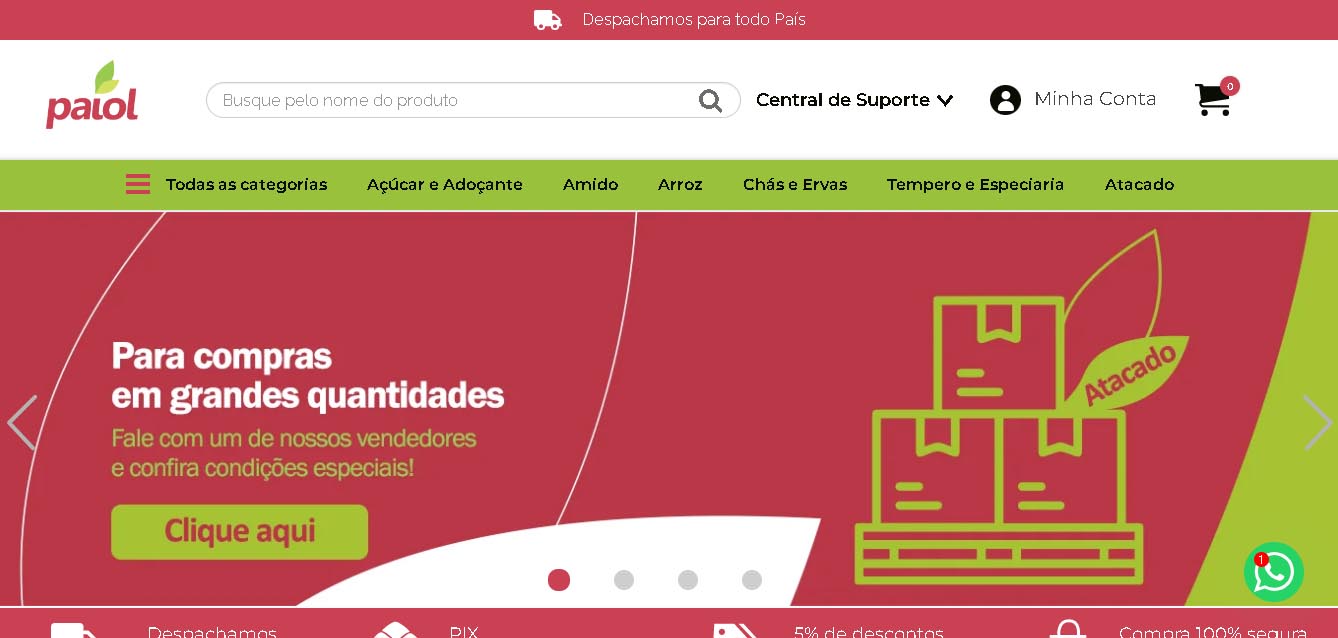 Despachamos para todo País
paiol
Busque pelo nome do produto
Central de Suporte
Minha Conta
0
Todas as categorias
Açúcar e Adoçante
Amido
Arroz
Chás e Ervas
Tempero e Especiaria
Atacado
Para compras
em grandes quantidades
Fale com um de nossos vendedores
e confira condições especiais!
Clique aqui
Atacado
1
Despachamos
PIX
5% de descontos
Compra 100% segura